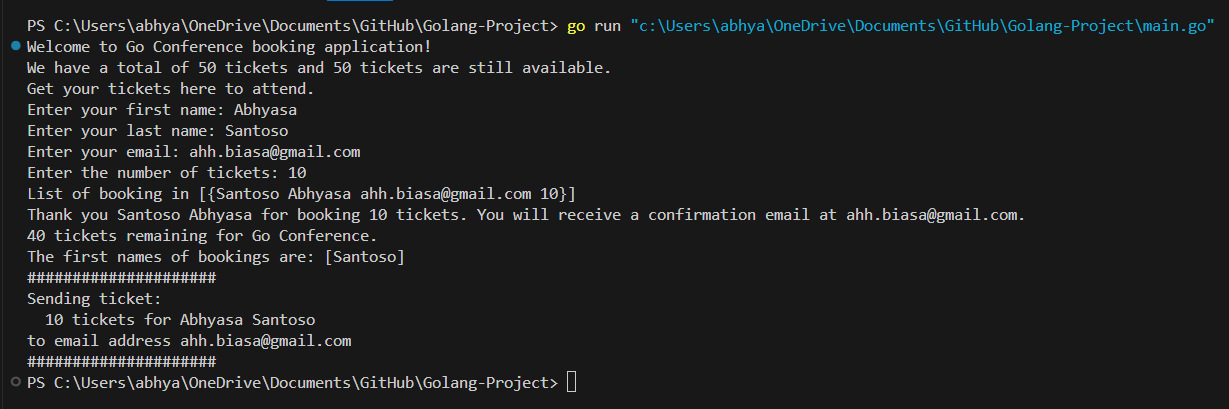 PS C:\Users\abhya\OneDrive\Documents\GitHub\Golang-Project> go run "c:\Users\abhya\OneDrive\Documents\GitHub\Golang-Project\main.go"
Welcome to Go Conference booking application!
We have a total of 50 tickets and 50 tickets are still available.
Get your tickets here to attend.
Enter your first name: Abhyasa
Enter your last name: Santoso
Enter your email: ahh.biasa@gmail.com
Enter the number of tickets: 10
List of booking in [{Santoso Abhyasa ahh.biasa@gmail.com 10}]
Thank you Santoso Abhyasa for booking 10 tickets. You will receive a confirmation email at ahh.biasa@gmail.com.
40 tickets remaining for Go Conference.
The first names of bookings are: [Santoso]
#####################
Sending ticket:
  10 tickets for Abhyasa Santoso
to email address ahh.biasa@gmail.com
#####################
PS C:\Users\abhya\OneDrive\Documents\GitHub\Golang-Project>